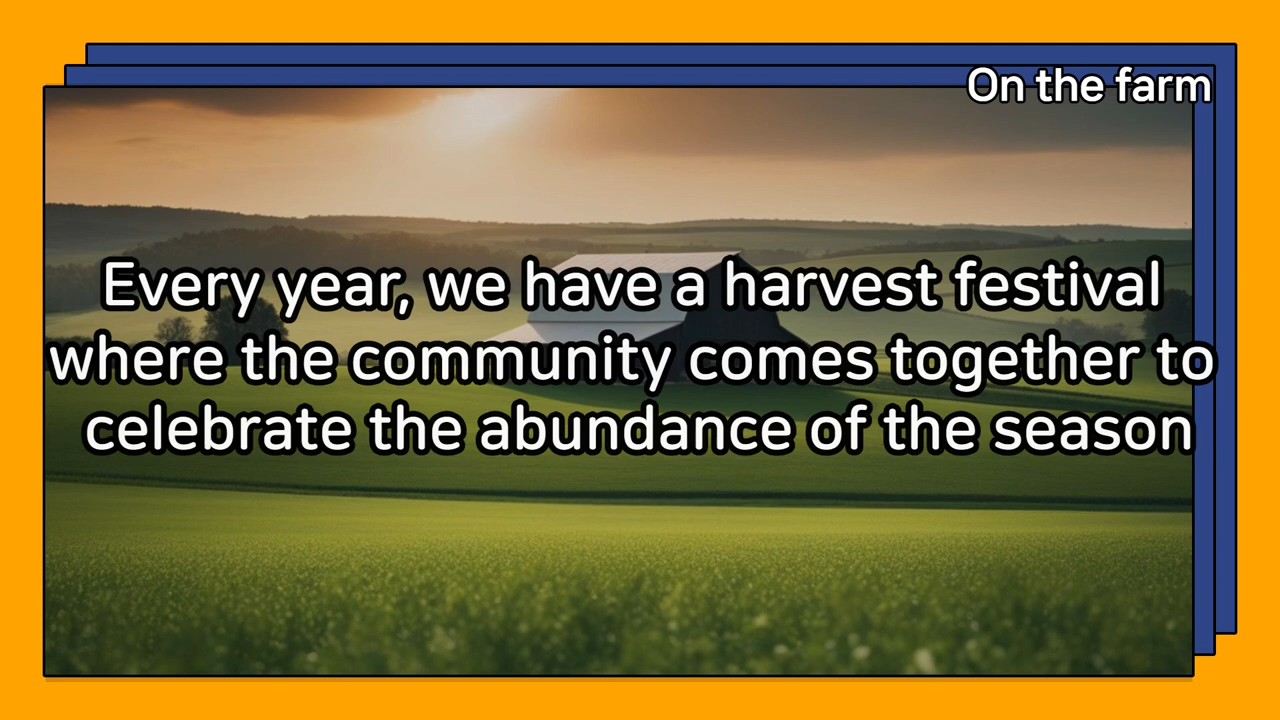 On the farm
Every year, we have a harvest festival
where the community comes together to
celebrate the abundance of the season